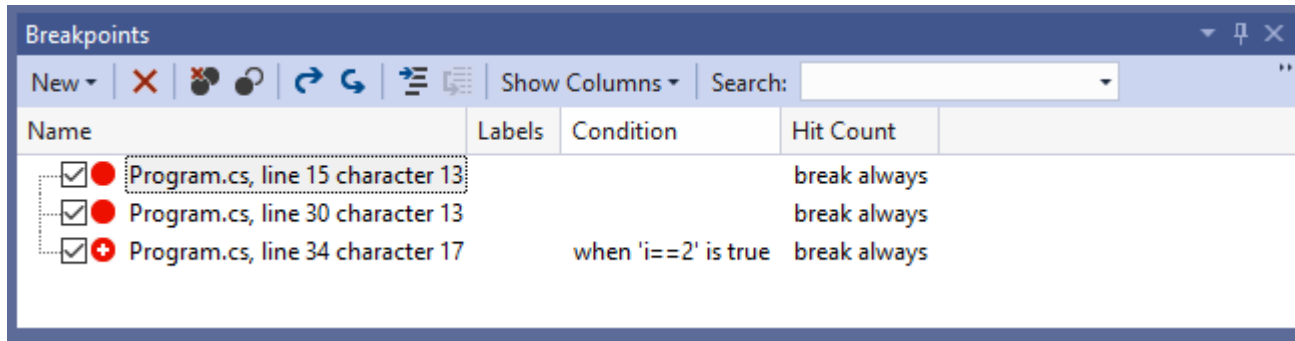 Breakpoints
New Show Columns Search:
Name Labels Condition Hit Count
Program.cs, line 15 character 13 break always
Program.cs, line 30 character 13 break always
Program.cs, line 34 character 17 when 'i==2' is true break always